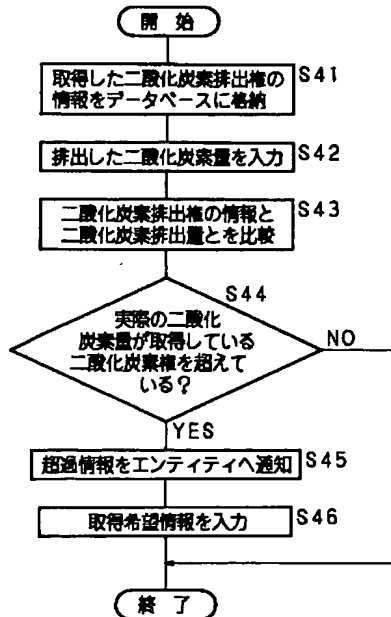 開 始
S41
取得した二酸化炭素排出権の
情報をデータベースに格納
S42
排出した二酸化炭素量を入力
S43
二酸化炭素排出権の情報と
二酸化炭素排出量とを比較
S44
実際の二酸化
炭素量が取得している
二酸化炭素権を超えて
いる?
NO
YES
超過情報をエンティティへ通知
S45
取得希望情報を入力
S46
終 了